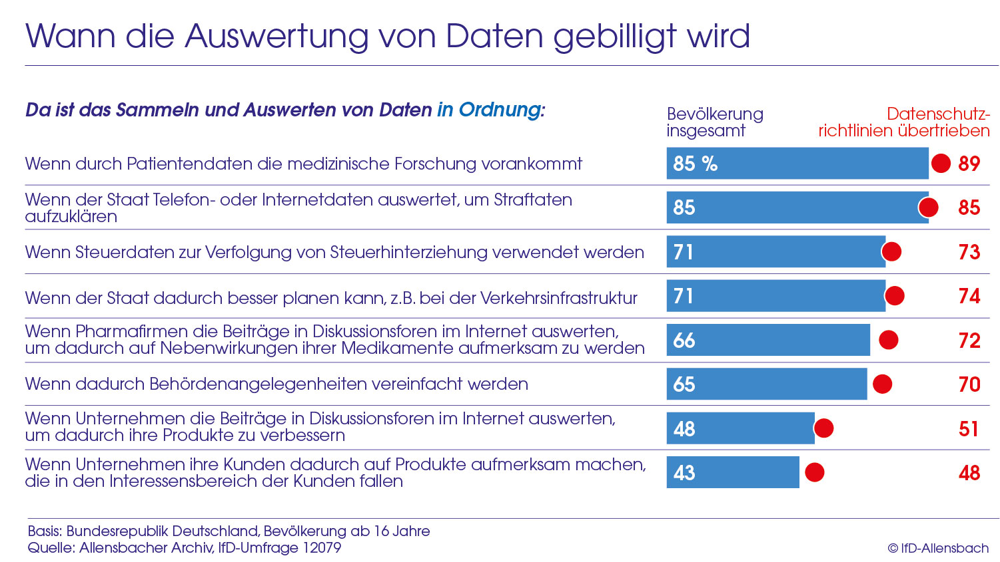 Wann die Auswertung von Daten gebilligt wird
Da ist das Sammeln und Auswerten von Daten in Ordnung:
Bevölkerung
insgesamt
Datenschutz-
richtlinien übertrieben
Wenn durch Patientendaten die medizinische Forschung vorankommt
85 %
89
Wenn der Staat Telefon- oder Internetdaten auswertet, um Straftaten
aufzuklären
85
85
Wenn Steuerdaten zur Verfolgung von Steuerhinterziehung verwendet werden
71
73
Wenn der Staat dadurch besser planen kann, z.B. bei der Verkehrsinfrastruktur
71
74
Wenn Pharmafirmen die Beiträge in Diskussionsforen im Internet auswerten,
um dadurch auf Nebenwirkungen ihrer Medikamente aufmerksam zu werden
66
72
Wenn dadurch Behördenangelegenheiten vereinfacht werden
65
70
Wenn Unternehmen die Beiträge in Diskussionsforen im Internet auswerten,
um dadurch ihre Produkte zu verbessern
48
51
Wenn Unternehmen ihre Kunden dadurch auf Produkte aufmerksam machen,
die in den Interessensbereich der Kunden fallen
43
48
Basis: Bundesrepublik Deutschland, Bevölkerung ab 16 Jahre
Quelle: Allensbacher Archiv, IfD-Umfrage 12079
© IfD-Allensbach